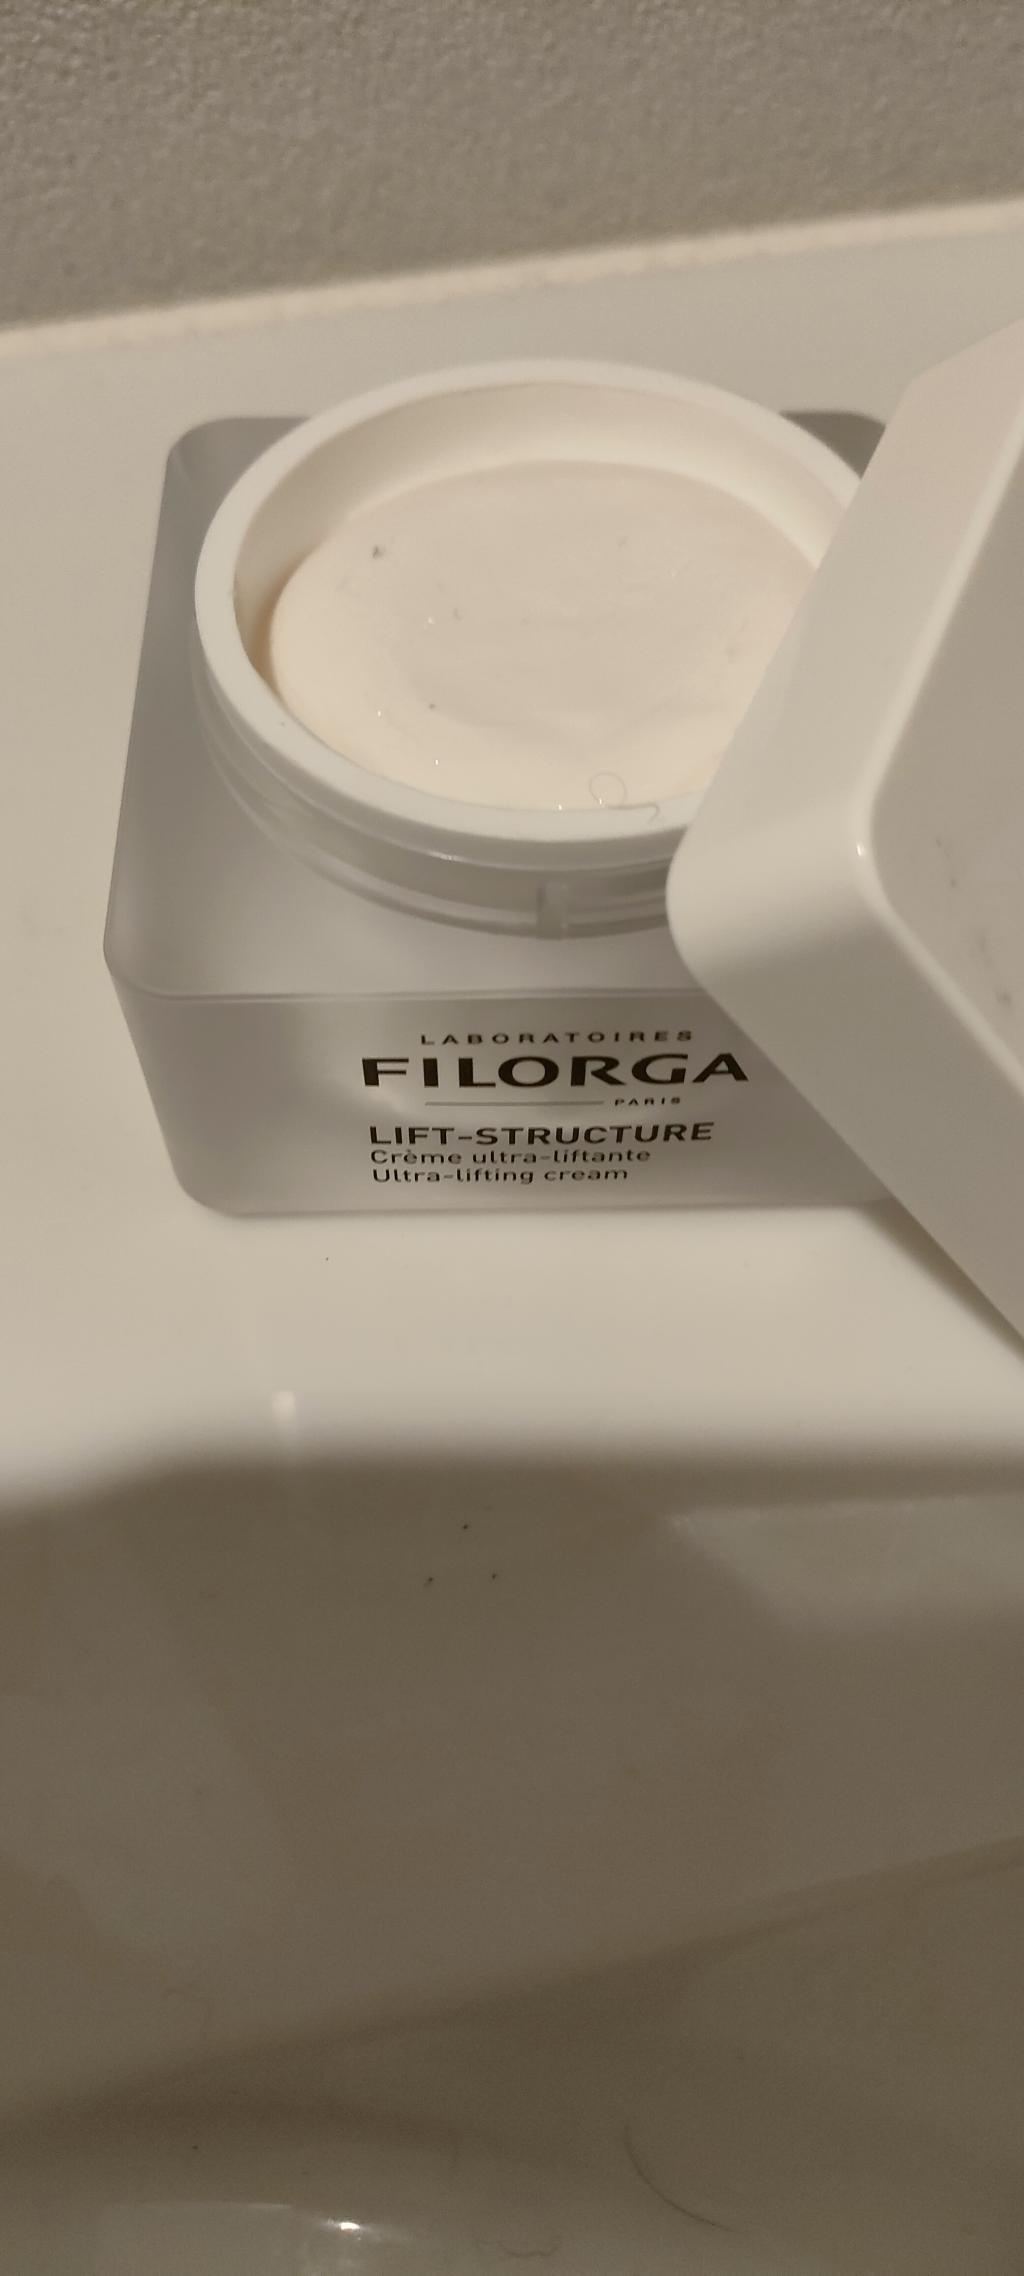 LABORATOIRES
FILORGA
PARIS
LIFT-STRUCTURE
Crème ultra-liftante
Ultra-lifting cream